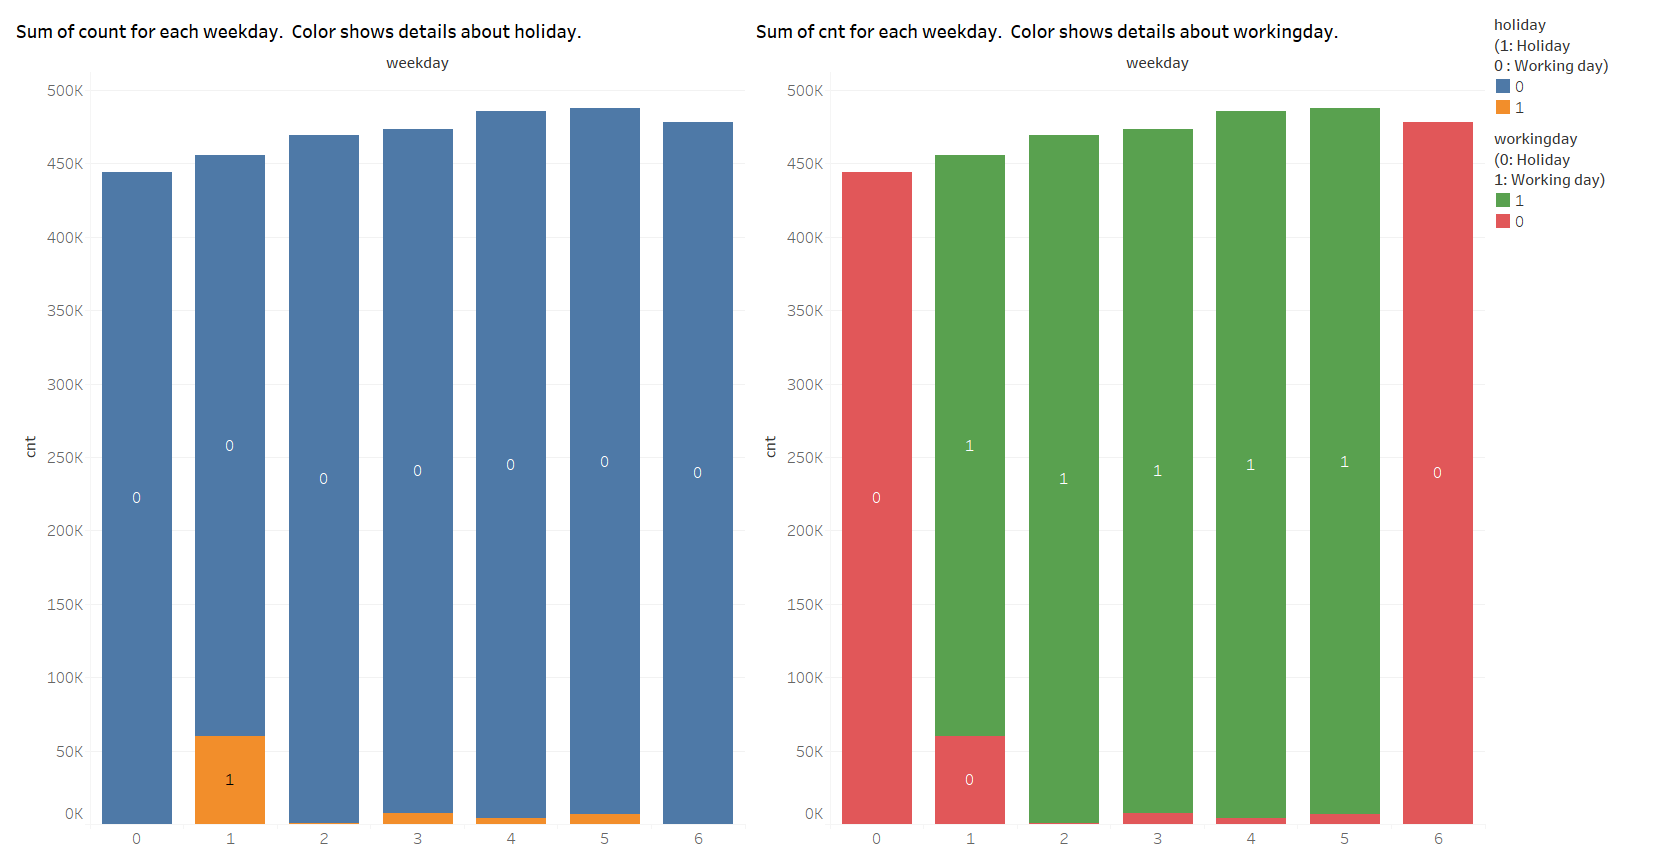 Sum of count for each weekday.  Color shows details about holiday.
weekday
500K
450K
400K
350K
300K
250K
200K
150K
100K
50K
0K
cnt
0
0
0
0
0
0
0
1
0 1 2 3 4 5 6
Sum of cnt for each weekday.  Color shows details about workingday.
weekday
500K
450K
400K
350K
300K
250K
200K
150K
100K
50K
0K
cnt
0
1
1
1
1
1
0
0
0 1 2 3 4 5 6
holiday
(1: Holiday
0 : Working day)
0
1
workingday
(0: Holiday
1: Working day)
1
0